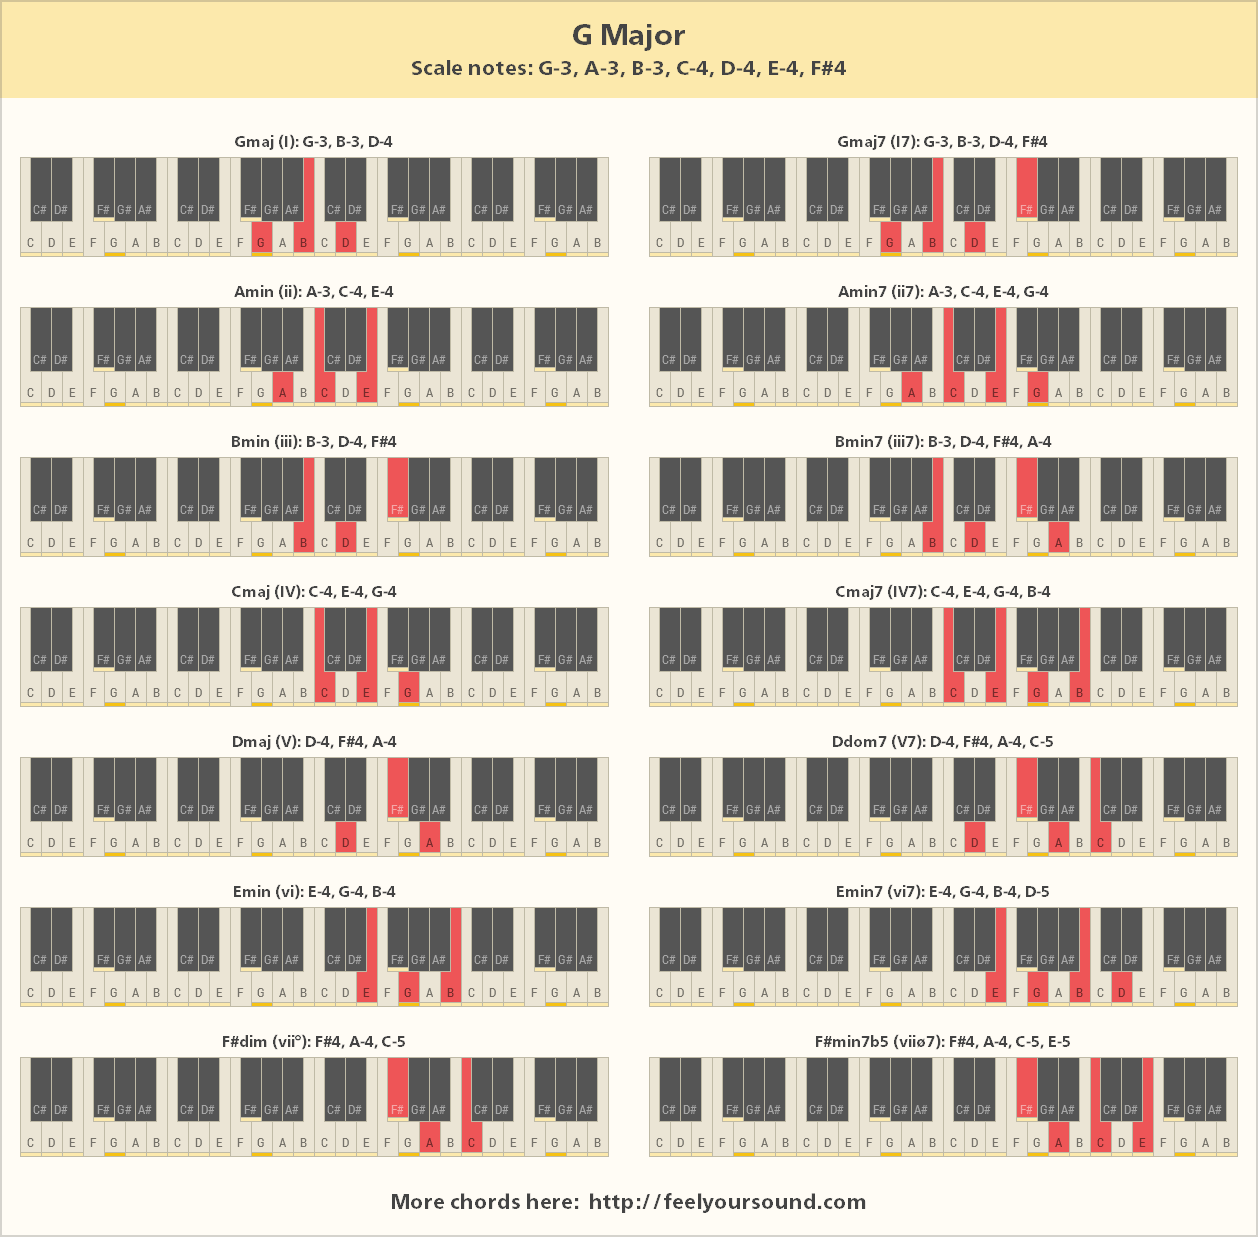 G Major
Scale notes: G-3, A-3, B-3, C-4, D-4, E-4, F#4
Gmaj (I): G-3, B-3, D-4
C# D# F# G# A# C# D# F# G# A# C# D# F# G# A# C# D# F# G# A#
C D E F G A B C D E F G A B C D E F G A B C D E F G A B
Gmaj7 (I7): G-3, B-3, D-4, F#4
C# D# F# G# A# C# D# F# G# A# C# D# F# G# A# C# D# F# G# A#
C D E F G A B C D E F G A B C D E F G A B C D E F G A B
Amin (ii): A-3, C-4, E-4
C# D# F# G# A# C# D# F# G# A# C# D# F# G# A# C# D# F# G# A#
C D E F G A B C D E F G A B C D E F G A B C D E F G A B
Amin7 (ii7): A-3, C-4, E-4, G-4
C# D# F# G# A# C# D# F# G# A# C# D# F# G# A# C# D# F# G# A#
C D E F G A B C D E F G A B C D E F G A B C D E F G A B
Bmin (iii): B-3, D-4, F#4
C# D# F# G# A# C# D# F# G# A# C# D# F# G# A# C# D# F# G# A#
C D E F G A B C D E F G A B C D E F G A B C D E F G A B
Bmin7 (iii7): B-3, D-4, F#4, A-4
C# D# F# G# A# C# D# F# G# A# C# D# F# G# A# C# D# F# G# A#
C D E F G A B C D E F G A B C D E F G A B C D E F G A B
Cmaj (IV): C-4, E-4, G-4
C# D# F# G# A# C# D# F# G# A# C# D# F# G# A# C# D# F# G# A#
C D E F G A B C D E F G A B C D E F G A B C D E F G A B
Cmaj7 (IV7): C-4, E-4, G-4, B-4
C# D# F# G# A# C# D# F# G# A# C# D# F# G# A# C# D# F# G# A#
C D E F G A B C D E F G A B C D E F G A B C D E F G A B
Dmaj (V): D-4, F#4, A-4
C# D# F# G# A# C# D# F# G# A# C# D# F# G# A# C# D# F# G# A#
C D E F G A B C D E F G A B C D E F G A B C D E F G A B
Ddom7 (V7): D-4, F#4, A-4, C-5
C# D# F# G# A# C# D# F# G# A# C# D# F# G# A# C# D# F# G# A#
C D E F G A B C D E F G A B C D E F G A B C D E F G A B
Emin (vi): E-4, G-4, B-4
C# D# F# G# A# C# D# F# G# A# C# D# F# G# A# C# D# F# G# A#
C D E F G A B C D E F G A B C D E F G A B C D E F G A B
Emin7 (vi7): E-4, G-4, B-4, D-5
C# D# F# G# A# C# D# F# G# A# C# D# F# G# A# C# D# F# G# A#
C D E F G A B C D E F G A B C D E F G A B C D E F G A B
F#dim (vii°): F#4, A-4, C-5
C# D# F# G# A# C# D# F# G# A# C# D# F# G# A# C# D# F# G# A#
C D E F G A B C D E F G A B C D E F G A B C D E F G A B
F#min7b5 (viiø7): F#4, A-4, C-5, E-5
C# D# F# G# A# C# D# F# G# A# C# D# F# G# A# C# D# F# G# A#
C D E F G A B C D E F G A B C D E F G A B C D E F G A B
More chords here: http://feelyoursound.com